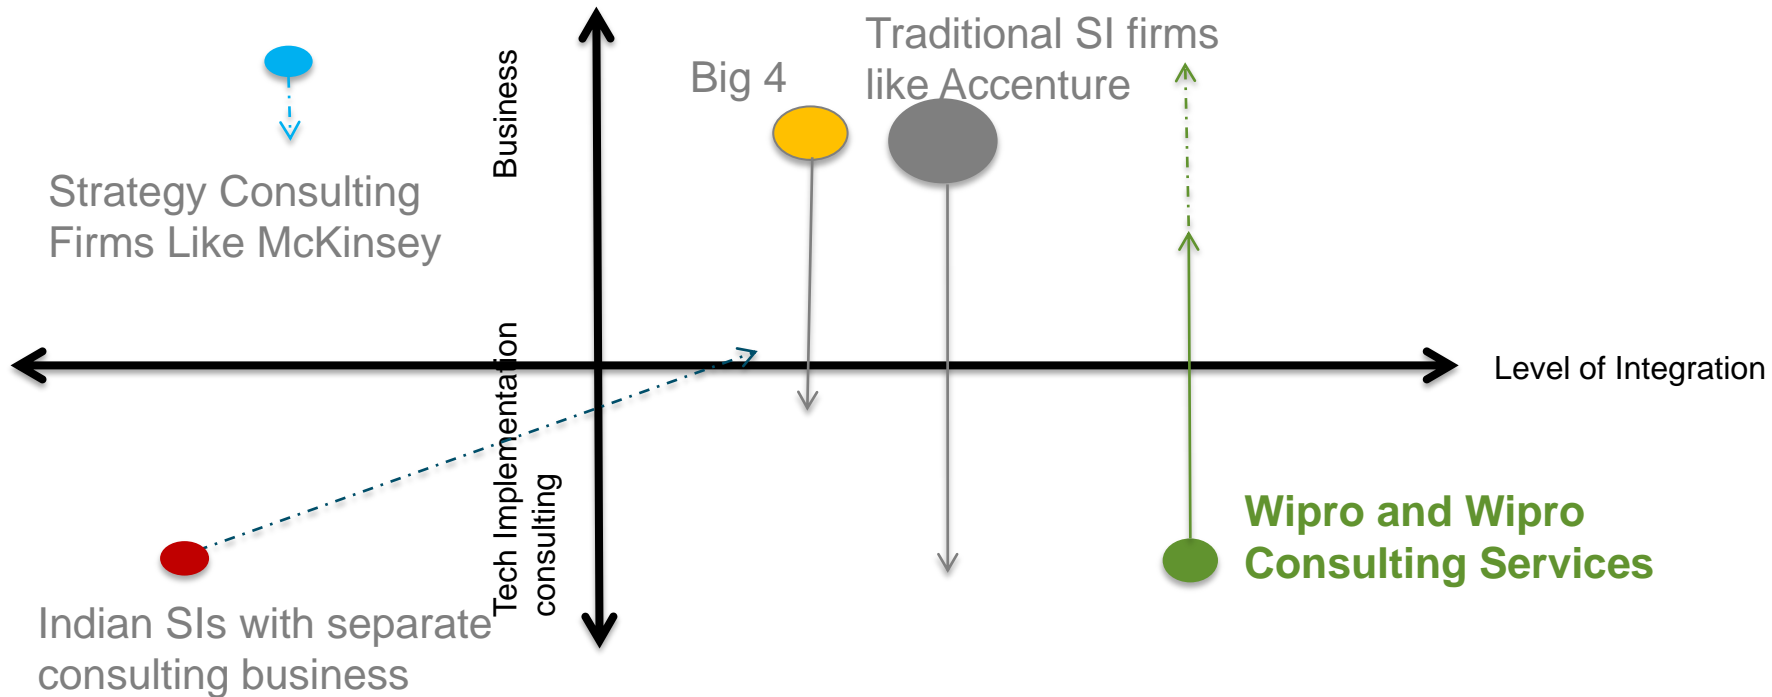 Traditional SI firms
like Accenture
Big 4
Business
Strategy Consulting
Firms Like McKinsey
Level of Integration
Tech Implementation
consulting
Wipro and Wipro
Consulting Services
Indian SIs with separate
consulting business